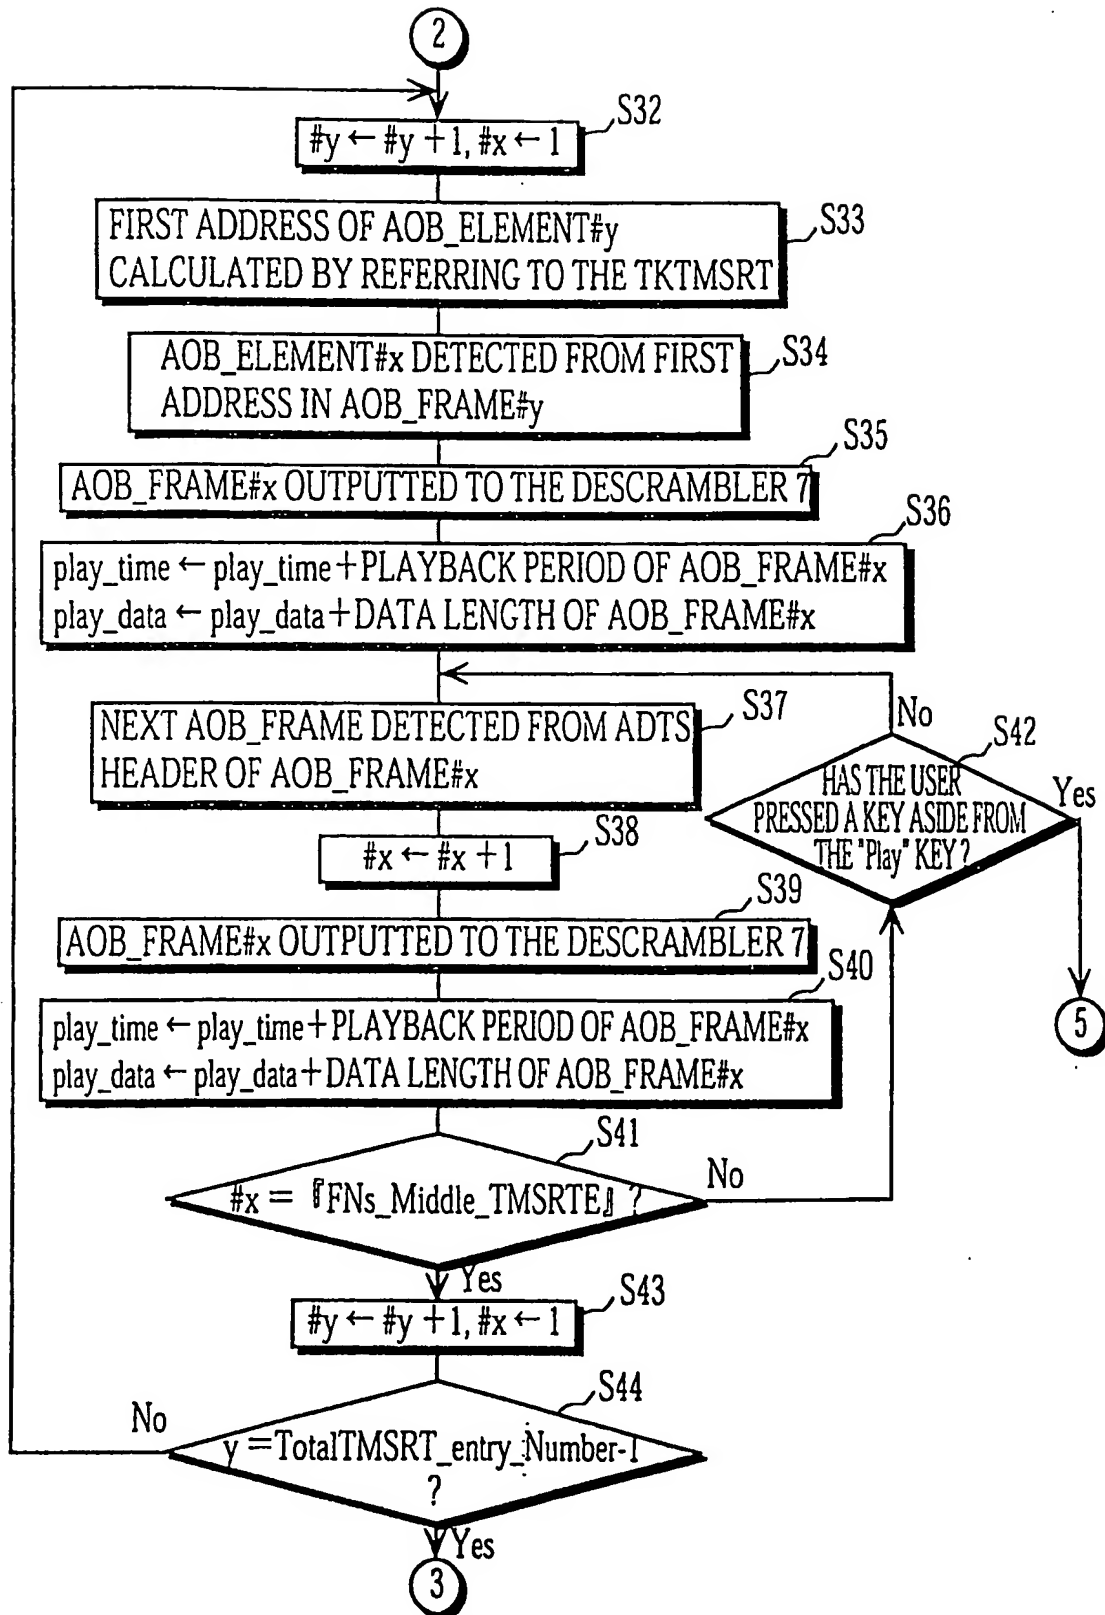 2
S32
#y ← #y + 1, #x ← 1
S33
FIRST ADDRESS OF AOB_ELEMENT#y
CALCULATED BY REFERRING TO THE TKTMSRT
S34
AOB_ELEMENT#x DETECTED FROM FIRST
ADDRESS IN AOB_FRAME#y
S35
AOB_FRAME#x OUTPUTTED TO THE DESCRAMBLER 7
S36
play_time ← play_time+PLAYBACK PERIOD OF AOB_FRAME#x
play_data ← play_data+DATA LENGTH OF AOB_FRAME#x
S37
NEXT AOB_FRAME DETECTED FROM ADTS
HEADER OF AOB_FRAME#x
No
S42
HAS THE USER
PRESSED A KEY ASIDE FROM
THE "Play" KEY ?
Yes
5
S38
#x ← #x + 1
S39
AOB_FRAME#x OUTPUTTED TO THE DESCRAMBLER 7
S40
play_time ← play_time+PLAYBACK PERIOD OF AOB_FRAME#x
play_data ← play_data+DATA LENGTH OF AOB_FRAME#x
S41
#x = 『FNs_Middle_TMSRTE』 ?
No
Yes
S43
#y ← #y + 1, #x ← 1
S44
No
y =TotalTMSRT_entry_Number-1
?
Yes
3